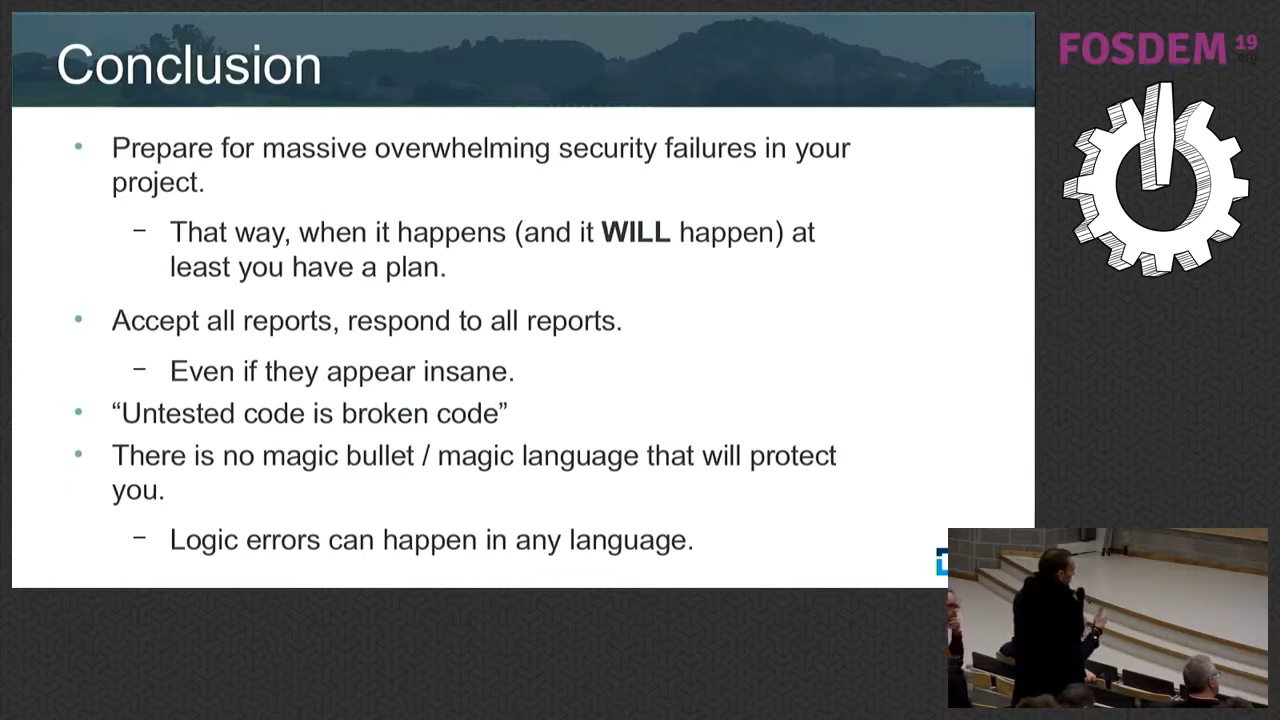 Conclusion
FOSDEM 19
.org
• Prepare for massive overwhelming security failures in your
project.
– That way, when it happens (and it WILL happen) at
least you have a plan.
• Accept all reports, respond to all reports.
– Even if they appear insane.
• “Untested code is broken code”
• There is no magic bullet / magic language that will protect
you.
– Logic errors can happen in any language.